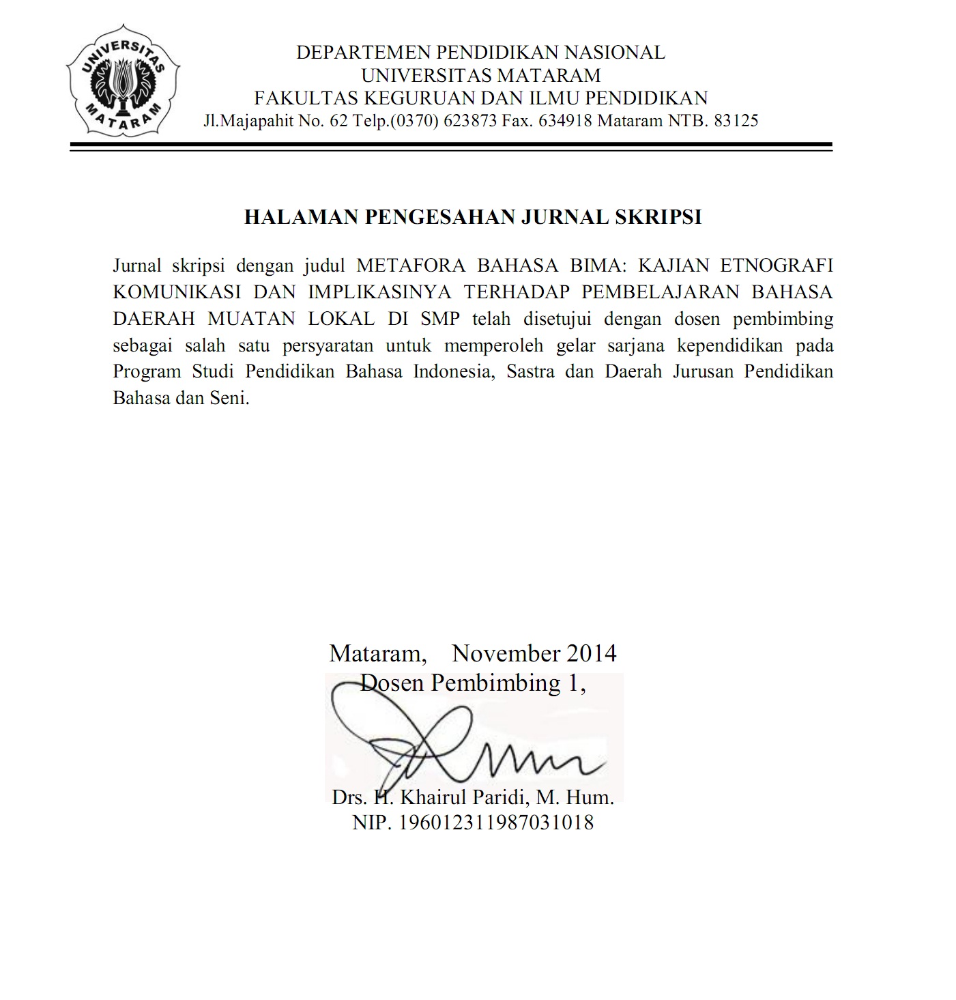 UNIVERSITAS
MATARAM
DEPARTEMEN PENDIDIKAN NASIONAL
UNIVERSITAS MATARAM
FAKULTAS KEGURUAN DAN ILMU PENDIDIKAN
Jl.Majapahit No. 62 Telp.(0370) 623873 Fax. 634918 Mataram NTB. 83125
HALAMAN PENGESAHAN JURNAL SKRIPSI
Jurnal skripsi dengan judul METAFORA BAHASA BIMA: KAJIAN ETNOGRAFI
KOMUNIKASI DAN IMPLIKASINYA TERHADAP PEMBELAJARAN BAHASA
DAERAH MUATAN LOKAL DI SMP telah disetujui dengan dosen pembimbing
sebagai salah satu persyaratan untuk memperoleh gelar sarjana kependidikan pada
Program Studi Pendidikan Bahasa Indonesia, Sastra dan Daerah Jurusan Pendidikan
Bahasa dan Seni.
Mataram, November 2014
Dosen Pembimbing 1,
Drs. H. Khairul Paridi, M. Hum.
NIP. 196012311987031018